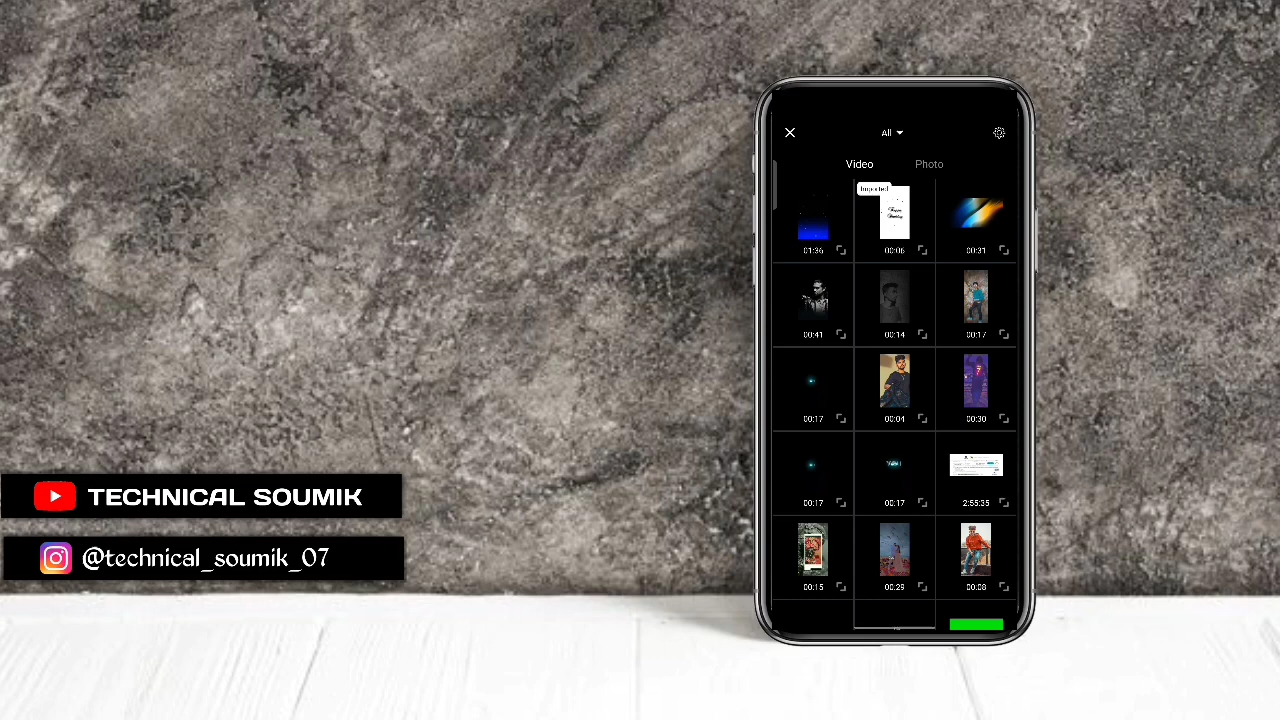 All
Video Photo
Imported
01:36 00:06 00:31
00:41 00:14 00:17
00:17 00:04 00:30
00:17 00:17 2:55:35
00:15 00:29 00:08
TECHNICAL SOUMIK
@technical_soumik_07